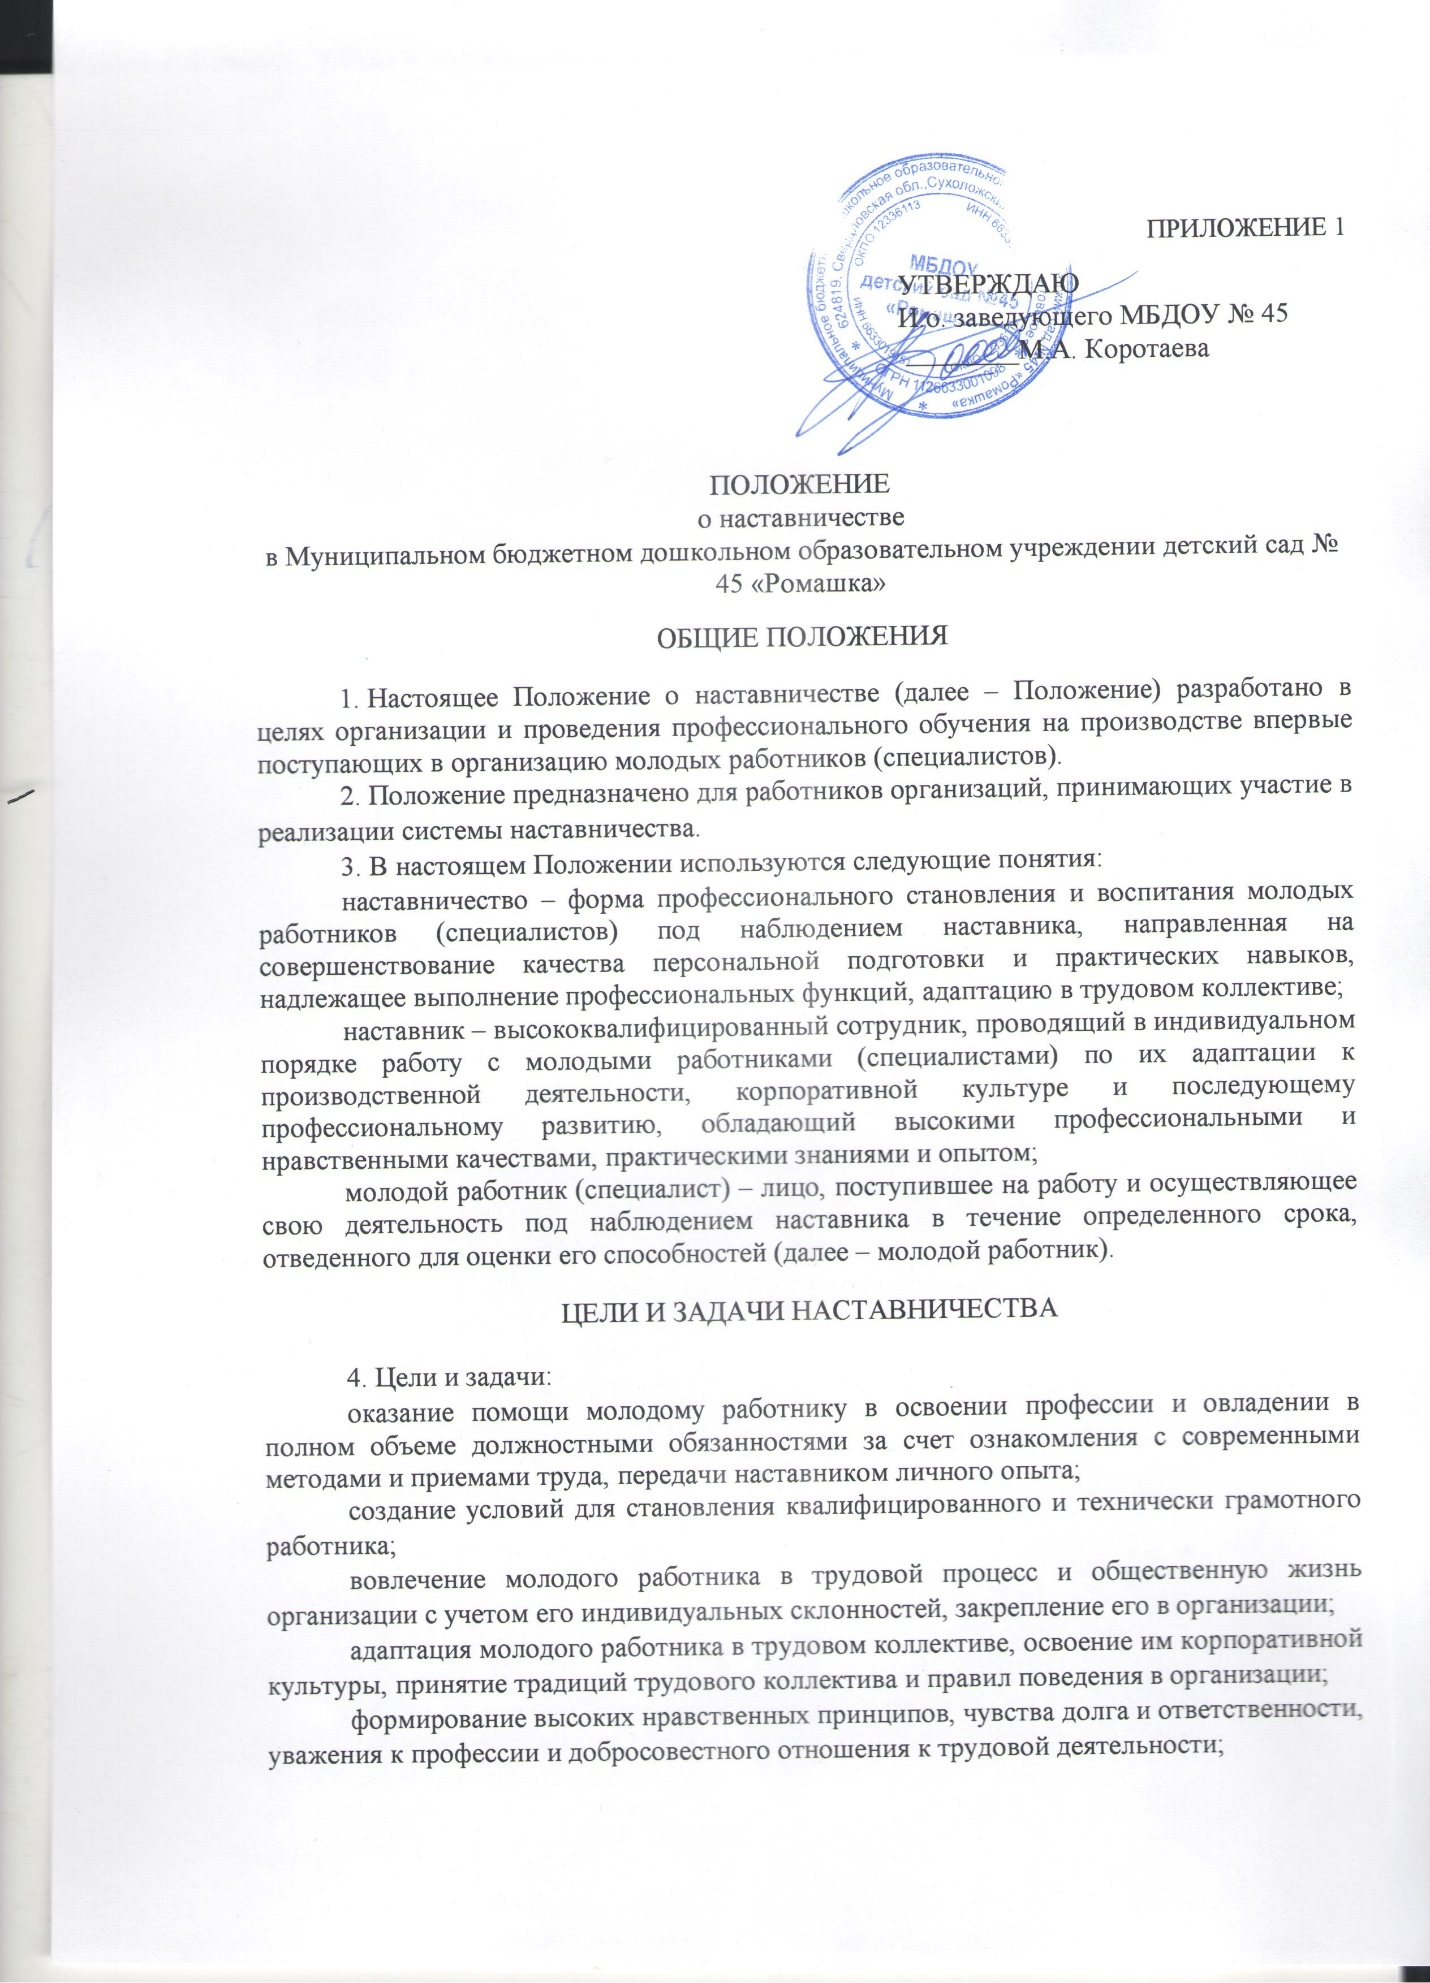 ПРИЛОЖЕНИЕ 1
УТВЕРЖДАЮ
И.о. заведующего МБДОУ № 45
________М.А. Коротаева
МБДОУ
детский сад №45
ОКПО 12336113
ОГРН 1126633001098
ПОЛОЖЕНИЕ
о наставничестве
в Муниципальном бюджетном дошкольном образовательном учреждении детский сад №
45 «Ромашка»
ОБЩИЕ ПОЛОЖЕНИЯ
1. Настоящее Положение о наставничестве (далее – Положение) разработано в
целях организации и проведения профессионального обучения на производстве впервые
поступающих в организацию молодых работников (специалистов).
2. Положение предназначено для работников организаций, принимающих участие в
реализации системы наставничества.
3. В настоящем Положении используются следующие понятия:
наставничество – форма профессионального становления и воспитания молодых
работников (специалистов) под наблюдением наставника, направленная на
совершенствование качества персональной подготовки и практических навыков,
надлежащее выполнение профессиональных функций, адаптацию в трудовом коллективе;
наставник – высококвалифицированный сотрудник, проводящий в индивидуальном
порядке работу с молодыми работниками (специалистами) по их адаптации к
производственной деятельности, корпоративной культуре и последующему
профессиональному развитию, обладающий высокими профессиональными и
нравственными качествами, практическими знаниями и опытом;
молодой работник (специалист) – лицо, поступившее на работу и осуществляющее
свою деятельность под наблюдением наставника в течение определенного срока,
отведенного для оценки его способностей (далее – молодой работник).
ЦЕЛИ И ЗАДАЧИ НАСТАВНИЧЕСТВА
4. Цели и задачи:
оказание помощи молодому работнику в освоении профессии и овладении в
полном объеме должностными обязанностями за счет ознакомления с современными
методами и приемами труда, передачи наставником личного опыта;
создание условий для становления квалифицированного и технически грамотного
работника;
вовлечение молодого работника в трудовой процесс и общественную жизнь
организации с учетом его индивидуальных склонностей, закрепление его в организации;
адаптация молодого работника в трудовом коллективе, освоение им корпоративной
культуры, принятие традиций трудового коллектива и правил поведения в организации;
формирование высоких нравственных принципов, чувства долга и ответственности,
уважения к профессии и добросовестного отношения к трудовой деятельности;